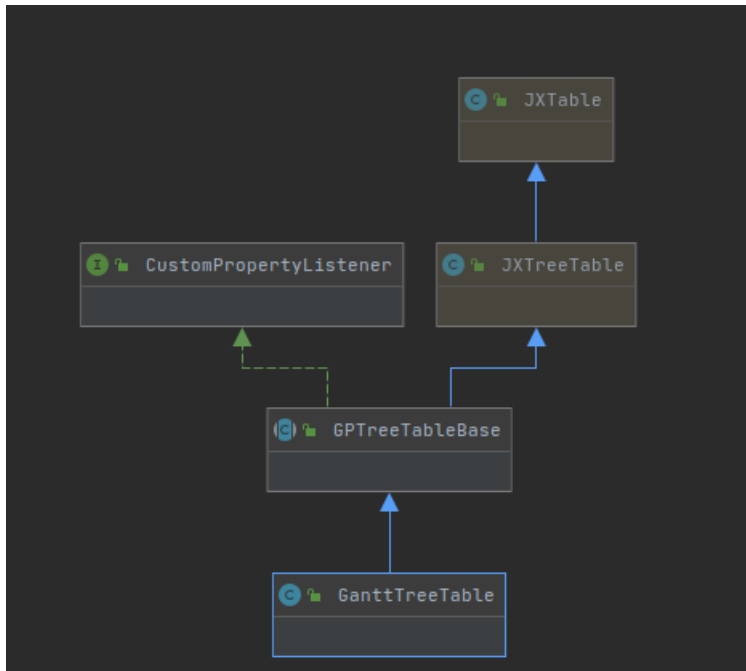 C JXTable
I CustomPropertyListener
C JXTreeTable
C GPTreeTableBase
C GanttTreeTable